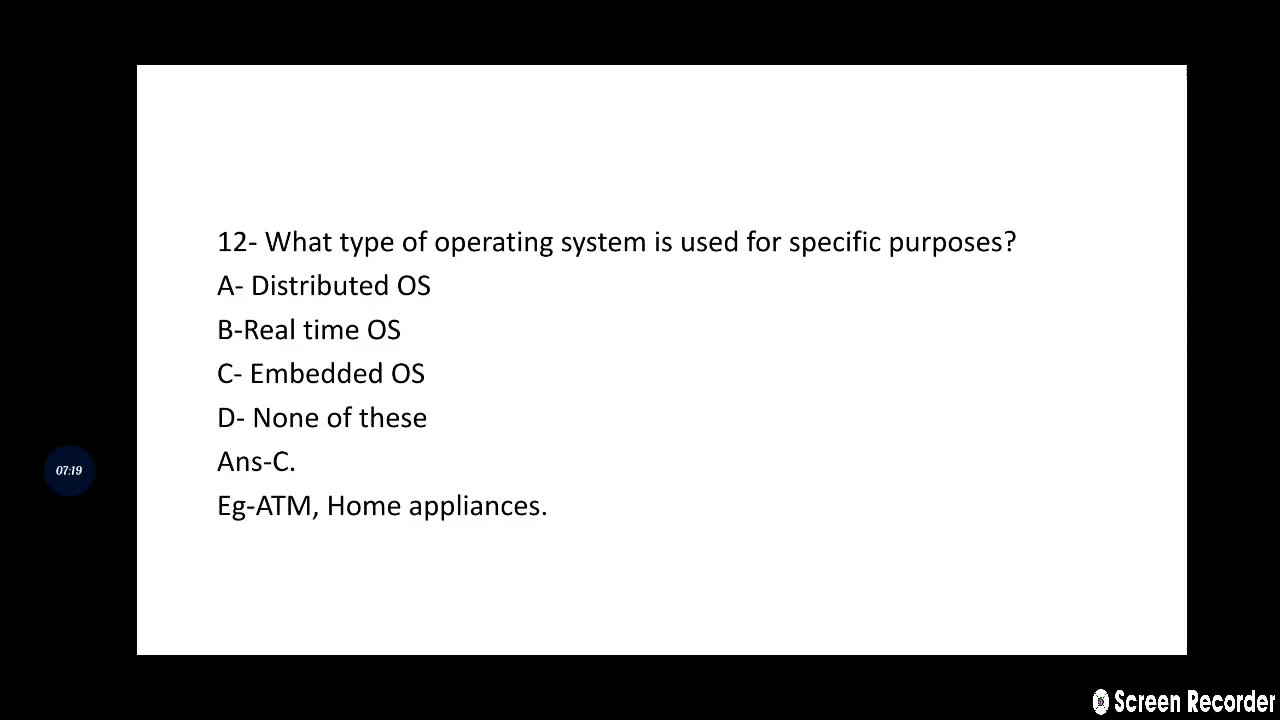 12- What type of operating system is used for specific purposes?
A- Distributed OS
B-Real time OS
C- Embedded OS
D- None of these
Ans-C.
Eg-ATM, Home appliances.
07:19
Screen Recorder